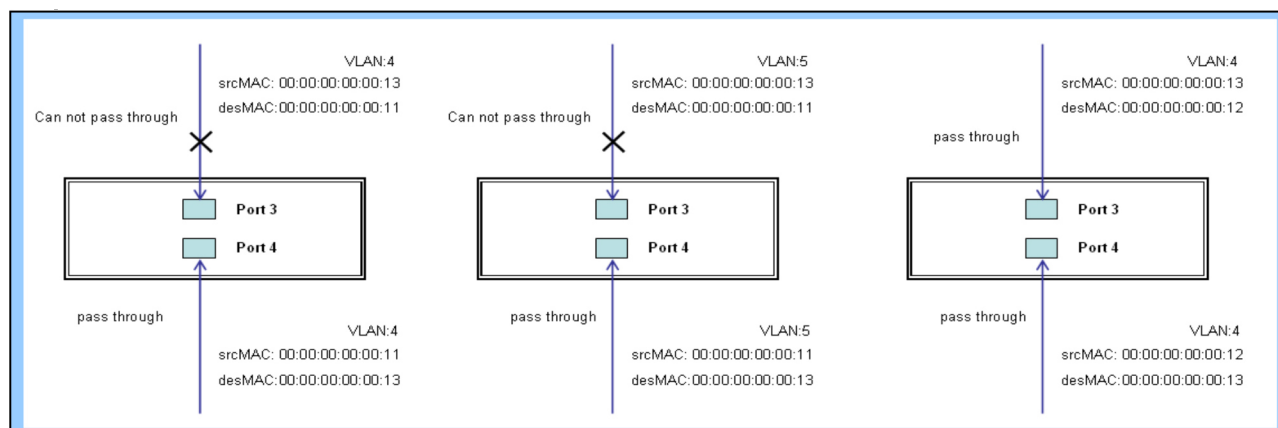 VLAN:4
srcMAC: 00:00:00:00:00:13
desMAC:00:00:00:00:00:11
Can not pass through
Port 3
Port 4
pass through
VLAN:4
srcMAC: 00:00:00:00:00:11
desMAC:00:00:00:00:00:13
VLAN:5
srcMAC: 00:00:00:00:00:13
desMAC:00:00:00:00:00:11
Can not pass through
Port 3
Port 4
pass through
VLAN:5
srcMAC: 00:00:00:00:00:11
desMAC:00:00:00:00:00:13
VLAN:4
srcMAC: 00:00:00:00:00:13
desMAC:00:00:00:00:00:12
pass through
Port 3
Port 4
pass through
VLAN:4
srcMAC: 00:00:00:00:00:12
desMAC:00:00:00:00:00:13